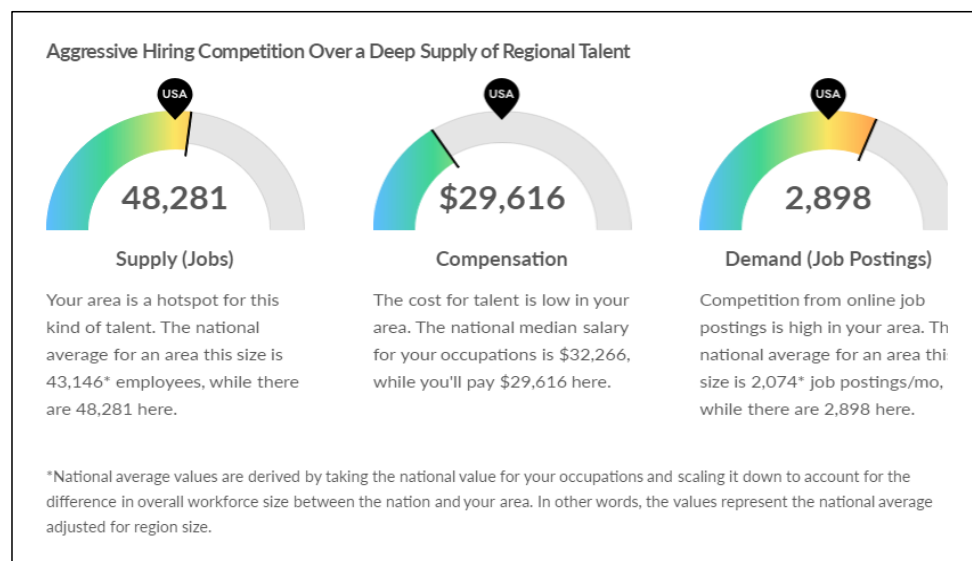 Aggressive Hiring Competition Over a Deep Supply of Regional Talent
USA
48,281
Supply (Jobs)
Your area is a hotspot for this
kind of talent. The national
average for an area this size is
43,146* employees, while there
are 48,281 here.
USA
$29,616
Compensation
The cost for talent is low in your
area. The national median salary
for your occupations is $32,266,
while you'll pay $29,616 here.
USA
2,898
Demand (Job Postings)
Competition from online job
postings is high in your area. Th
national average for an area thi
size is 2,074* job postings/mo,
while there are 2,898 here.
*National average values are derived by taking the national value for your occupations and scaling it down to account for the
difference in overall workforce size between the nation and your area. In other words, the values represent the national average
adjusted for region size.